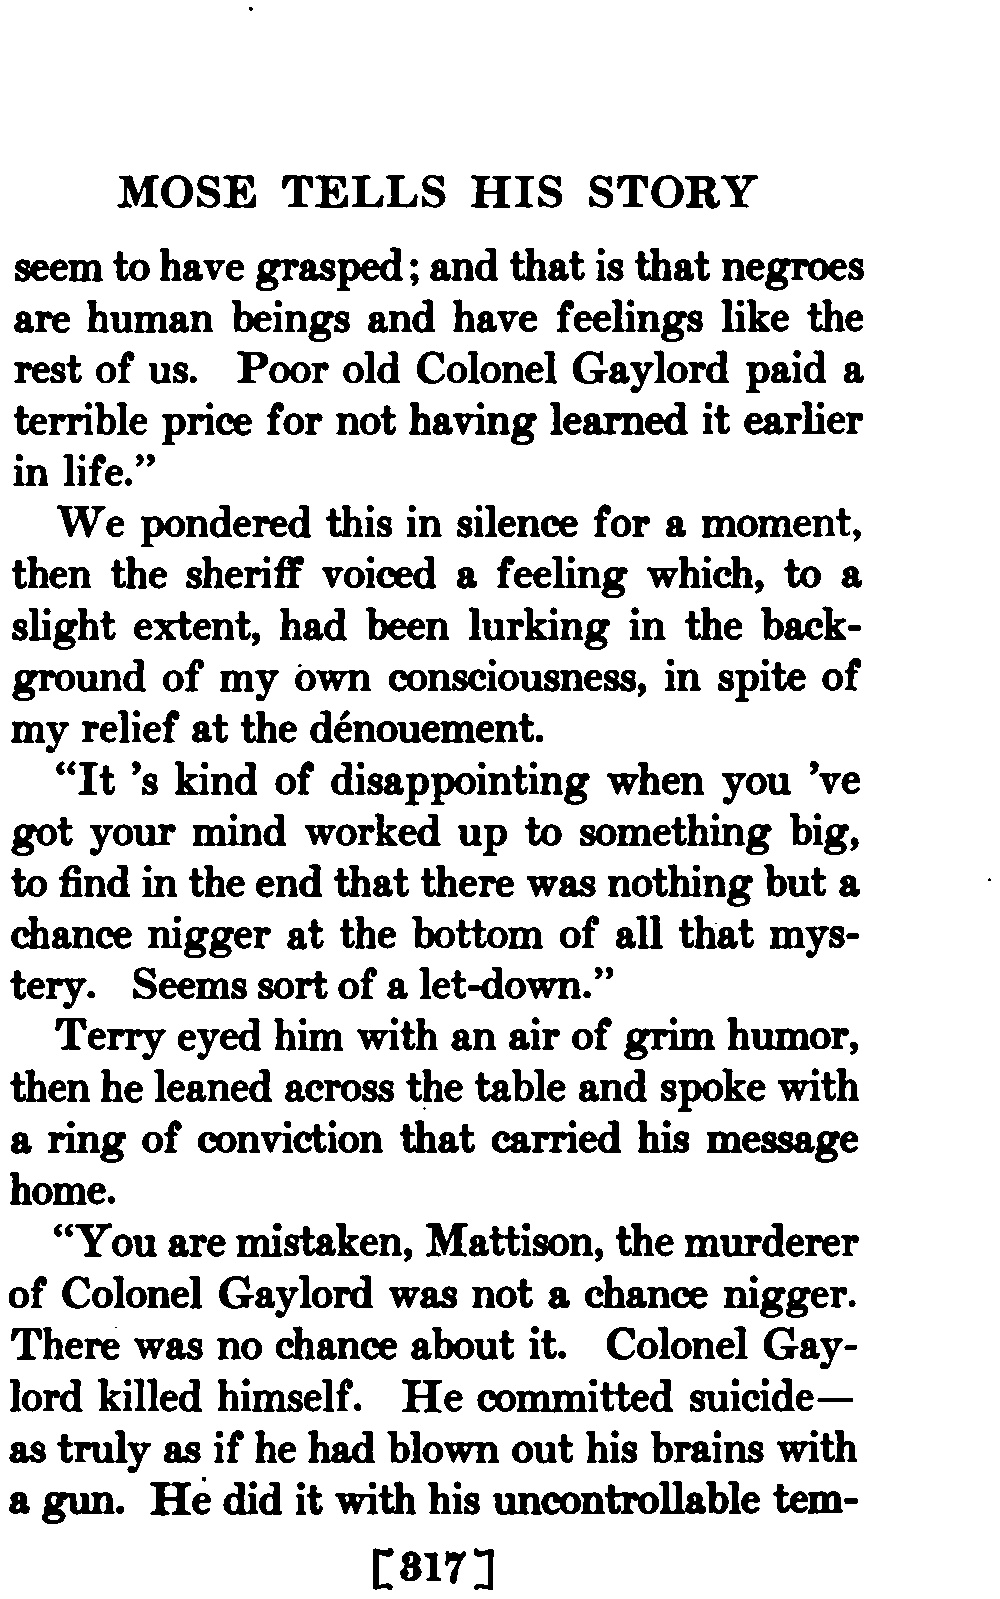 MOSE TELLS HIS STORY
seem to have grasped; and that is that negroes
are human beings and have feelings like the
rest of us. Poor old Colonel Gaylord paid a
terrible price for not having learned it earlier
in life.”
We pondered this in silence for a moment,
then the sheriff voiced a feeling which, to a
slight extent, had been lurking in the back-
ground of my own consciousness, in spite of
my relief at the dénouement.
“It ’s kind of disappointing when you ’ve
got your mind worked up to something big,
to find in the end that there was nothing but a
chance nigger at the bottom of all that mys-
tery. Seems sort of a let-down.”
Terry eyed him with an air of grim humor,
then he leaned across the table and spoke with
a ring of conviction that carried his message
home.
“You are mistaken, Mattison, the murderer
of Colonel Gaylord was not a chance nigger.
There was no chance about it. Colonel Gay-
lord killed himself. He committed suicide—
as truly as if he had blown out his brains with
a gun. He did it with his uncontrollable tem-
[317]